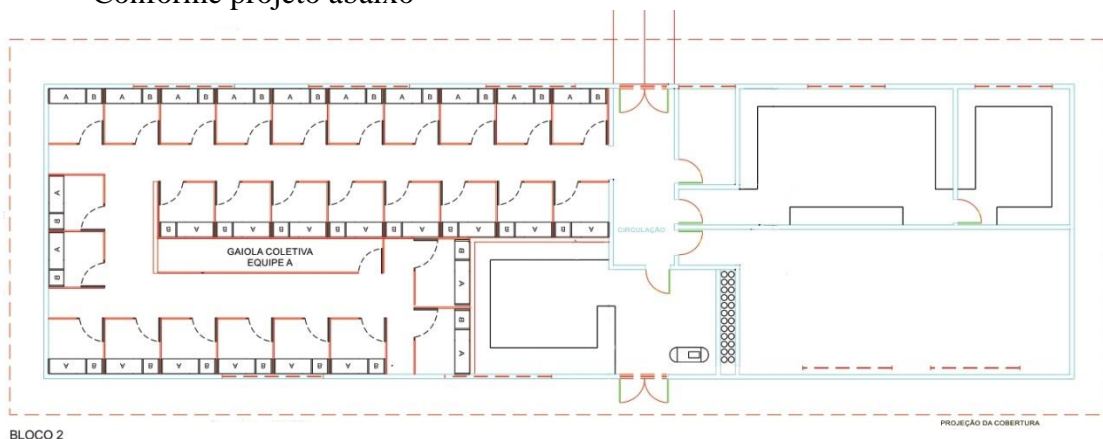 Conforme projeto abaixo
A B A B A B A B A B A B A B A B A B A B
A
B
A
B
B A B A B A B A B A B A B A B A
CIRCULAÇÃO
GAIOLA COLETIVA
EQUIPE A
B
A
B
A
A B A B A B A B A B A B
PROJEÇÃO DA COBERTURA
BLOCO 2